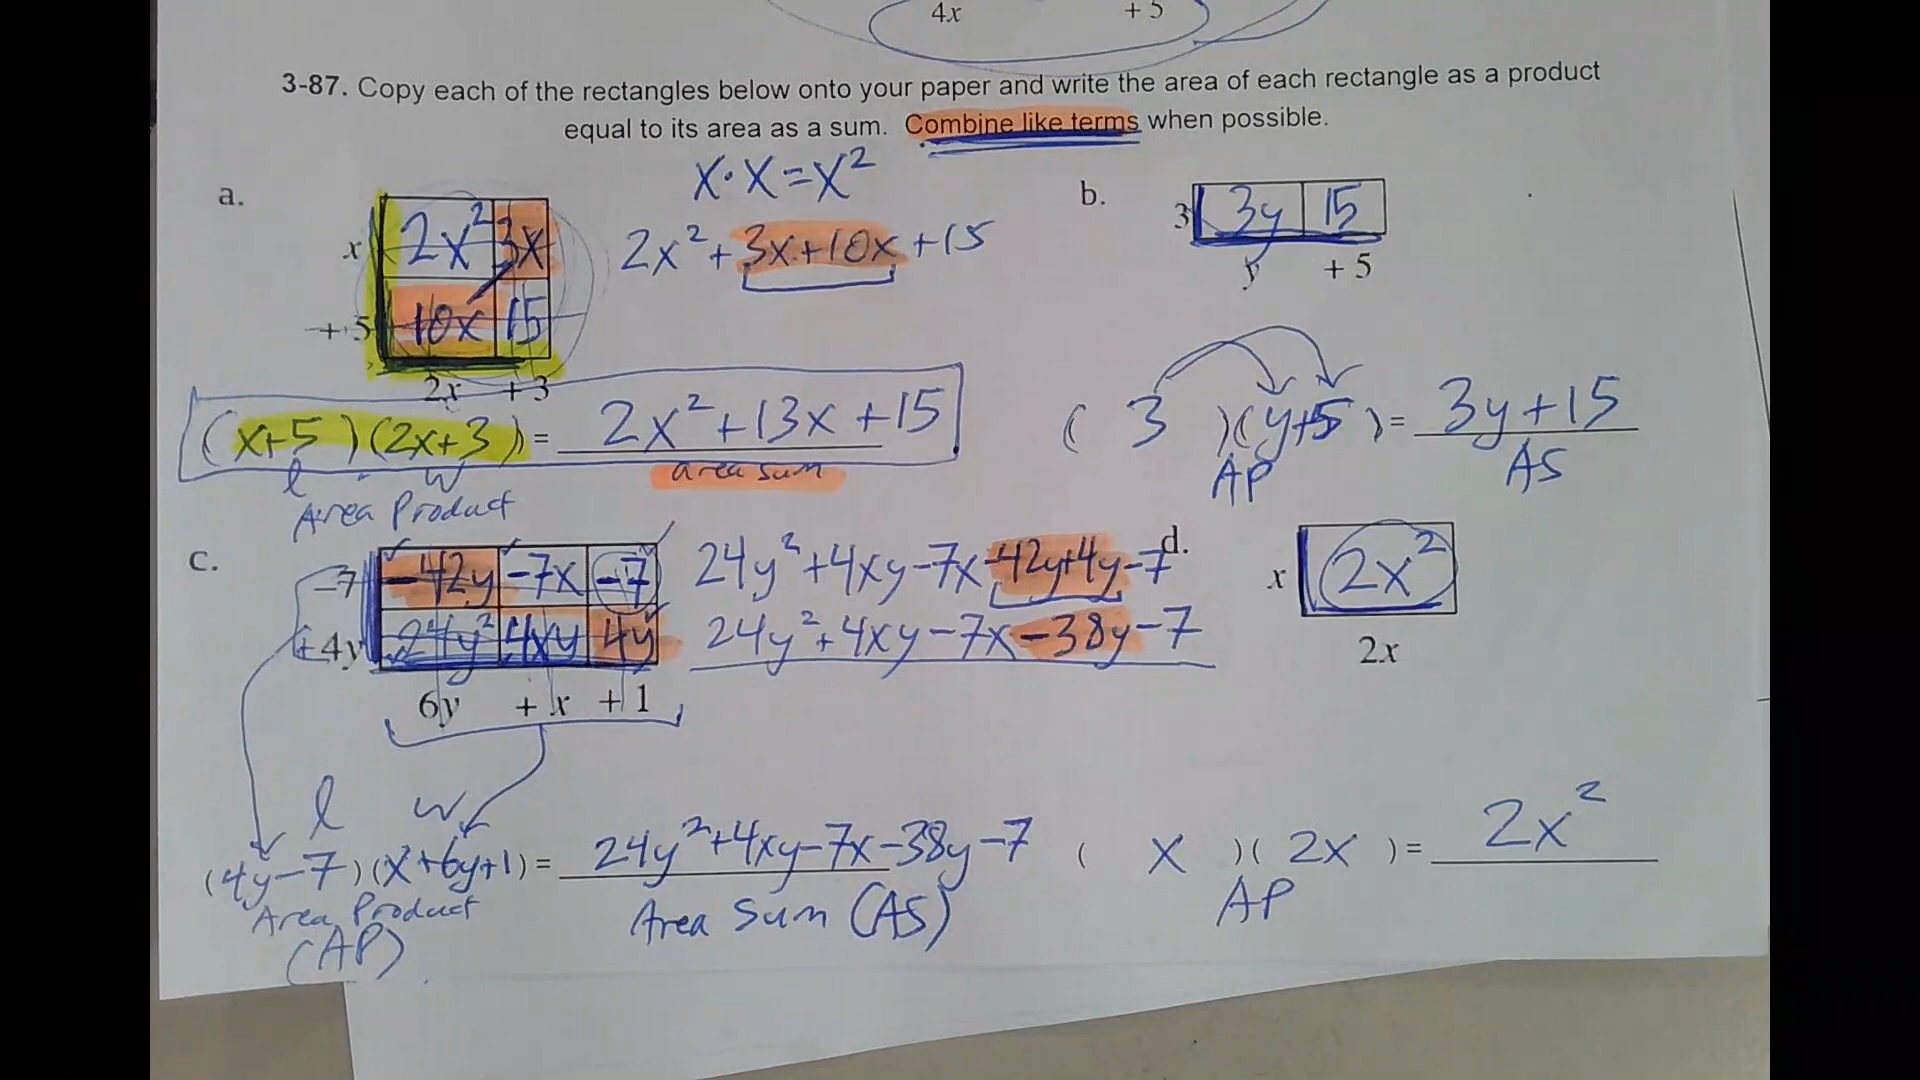 4x + 5
3-87. Copy each of the rectangles below onto your paper and write the area of each rectangle as a product
equal to its area as a sum. Combine like terms when possible.
x·x=x²
a.
x 2x² 3x
+ 5 10x 15
2x + 3
2x²+3x+10x+15
(x+5)(2x+3) = 2x²+13x+15
l w area sum
Area Product
b.
3 3y 15
y + 5
( 3 )(y+5) = 3y+15
AP AS
c.
-7 -42y -7x -7
+4y 24y² 4xy 4y
6y + x + 1
24y²+4xy-7x-42y+4y-7
24y²+4xy-7x-38y-7
l w
(4y-7)(x+6y+1) = 24y²+4xy-7x-38y-7
Area Product Area Sum (AS)
(AP)
d.
x 2x²
2x
( x )( 2x ) = 2x²
AP